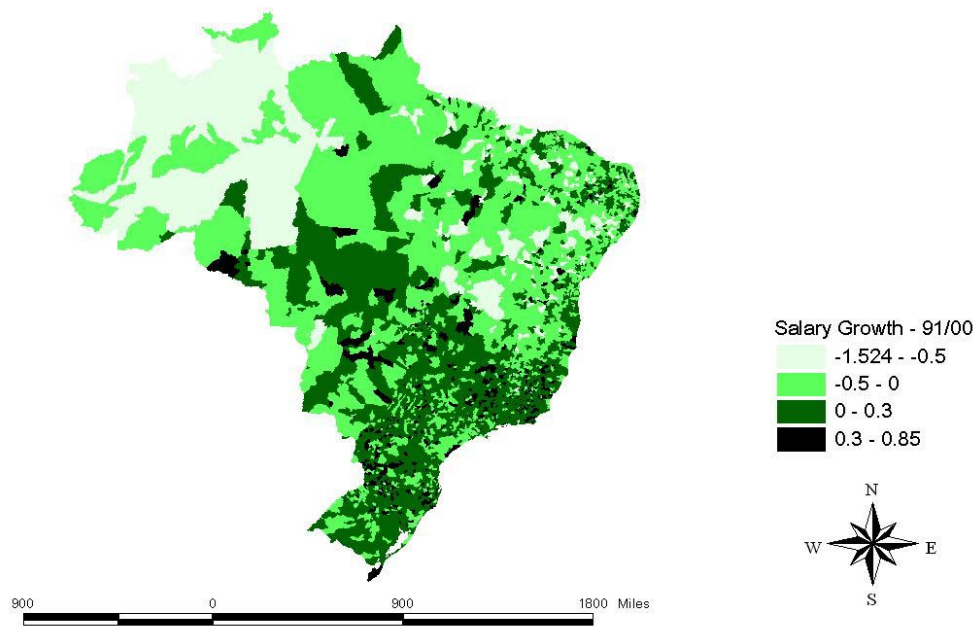 Salary Growth - 91/00
-1.524 - -0.5
-0.5 - 0
0 - 0.3
0.3 - 0.85
N
W E
S
900 0 900 1800 Miles